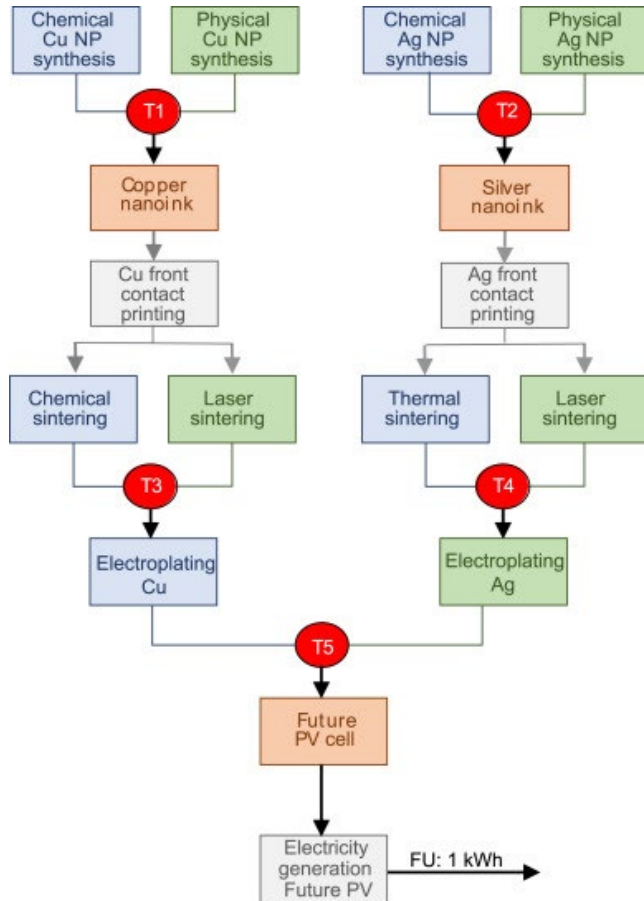 Chemical
Cu NP
synthesis
Physical
Cu NP
synthesis
Chemical
Ag NP
synthesis
Physical
Ag NP
synthesis
T1
T2
Copper
nanoink
Silver
nanoink
Cu front
contact
printing
Ag front
contact
printing
Chemical
sintering
Laser
sintering
Thermal
sintering
Laser
sintering
T3
T4
Electroplating
Cu
Electroplating
Ag
T5
Future
PV cell
Electricity
generation
Future PV
FU: 1 kWh